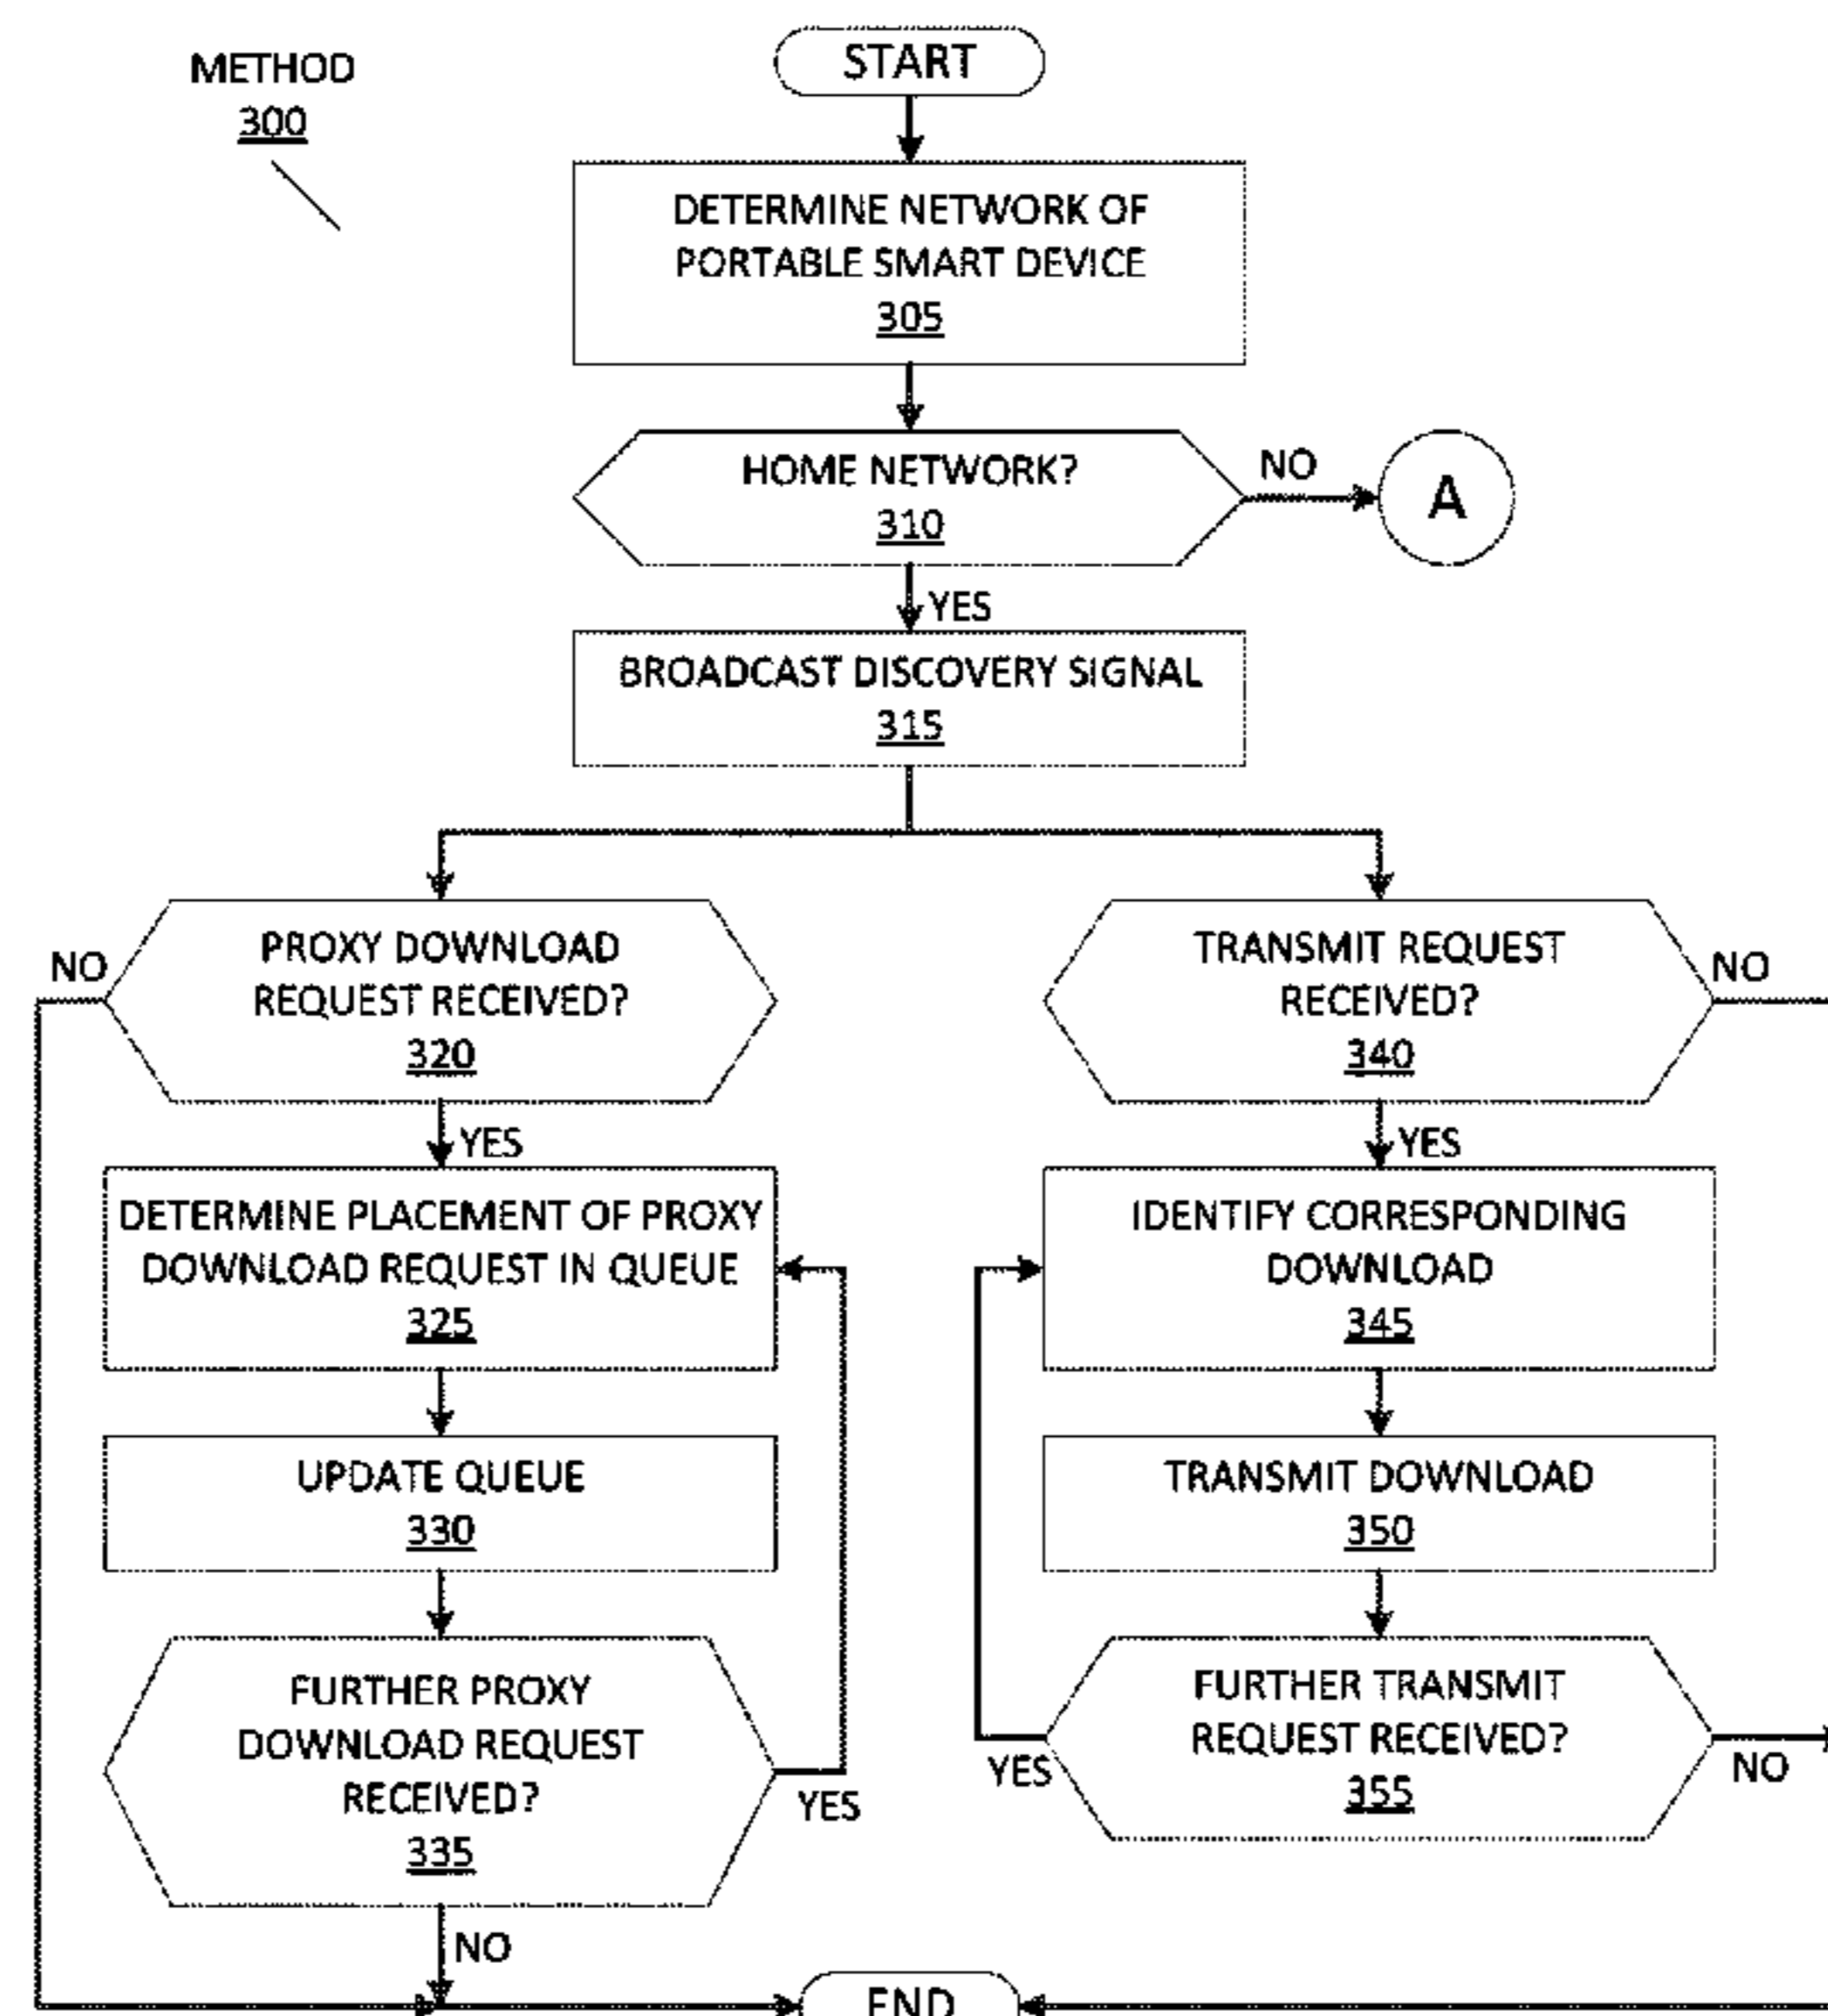 METHOD
300
START
DETERMINE NETWORK OF
PORTABLE SMART DEVICE
305
HOME NETWORK?
310
NO
A
YES
BROADCAST DISCOVERY SIGNAL
315
NO
PROXY DOWNLOAD
REQUEST RECEIVED?
320
YES
DETERMINE PLACEMENT OF PROXY
DOWNLOAD REQUEST IN QUEUE
325
UPDATE QUEUE
330
FURTHER PROXY
DOWNLOAD REQUEST
RECEIVED?
335
YES
NO
TRANSMIT REQUEST
RECEIVED?
340
NO
YES
IDENTIFY CORRESPONDING
DOWNLOAD
345
TRANSMIT DOWNLOAD
350
FURTHER TRANSMIT
REQUEST RECEIVED?
355
YES
NO
END